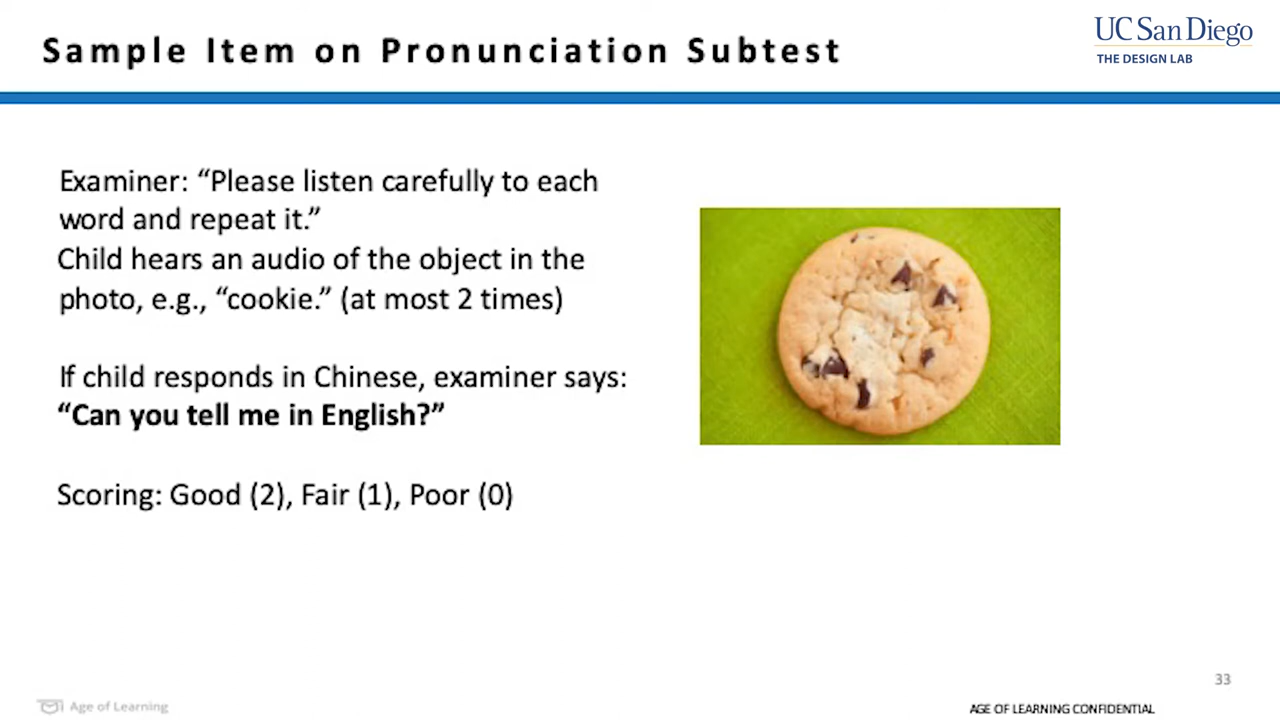 Sample Item on Pronunciation Subtest
UC San Diego
THE DESIGN LAB
Examiner: “Please listen carefully to each
word and repeat it.”
Child hears an audio of the object in the
photo, e.g., “cookie.” (at most 2 times)
If child responds in Chinese, examiner says:
“Can you tell me in English?”
Scoring: Good (2), Fair (1), Poor (0)
33
Age of Learning
AGE OF LEARNING CONFIDENTIAL